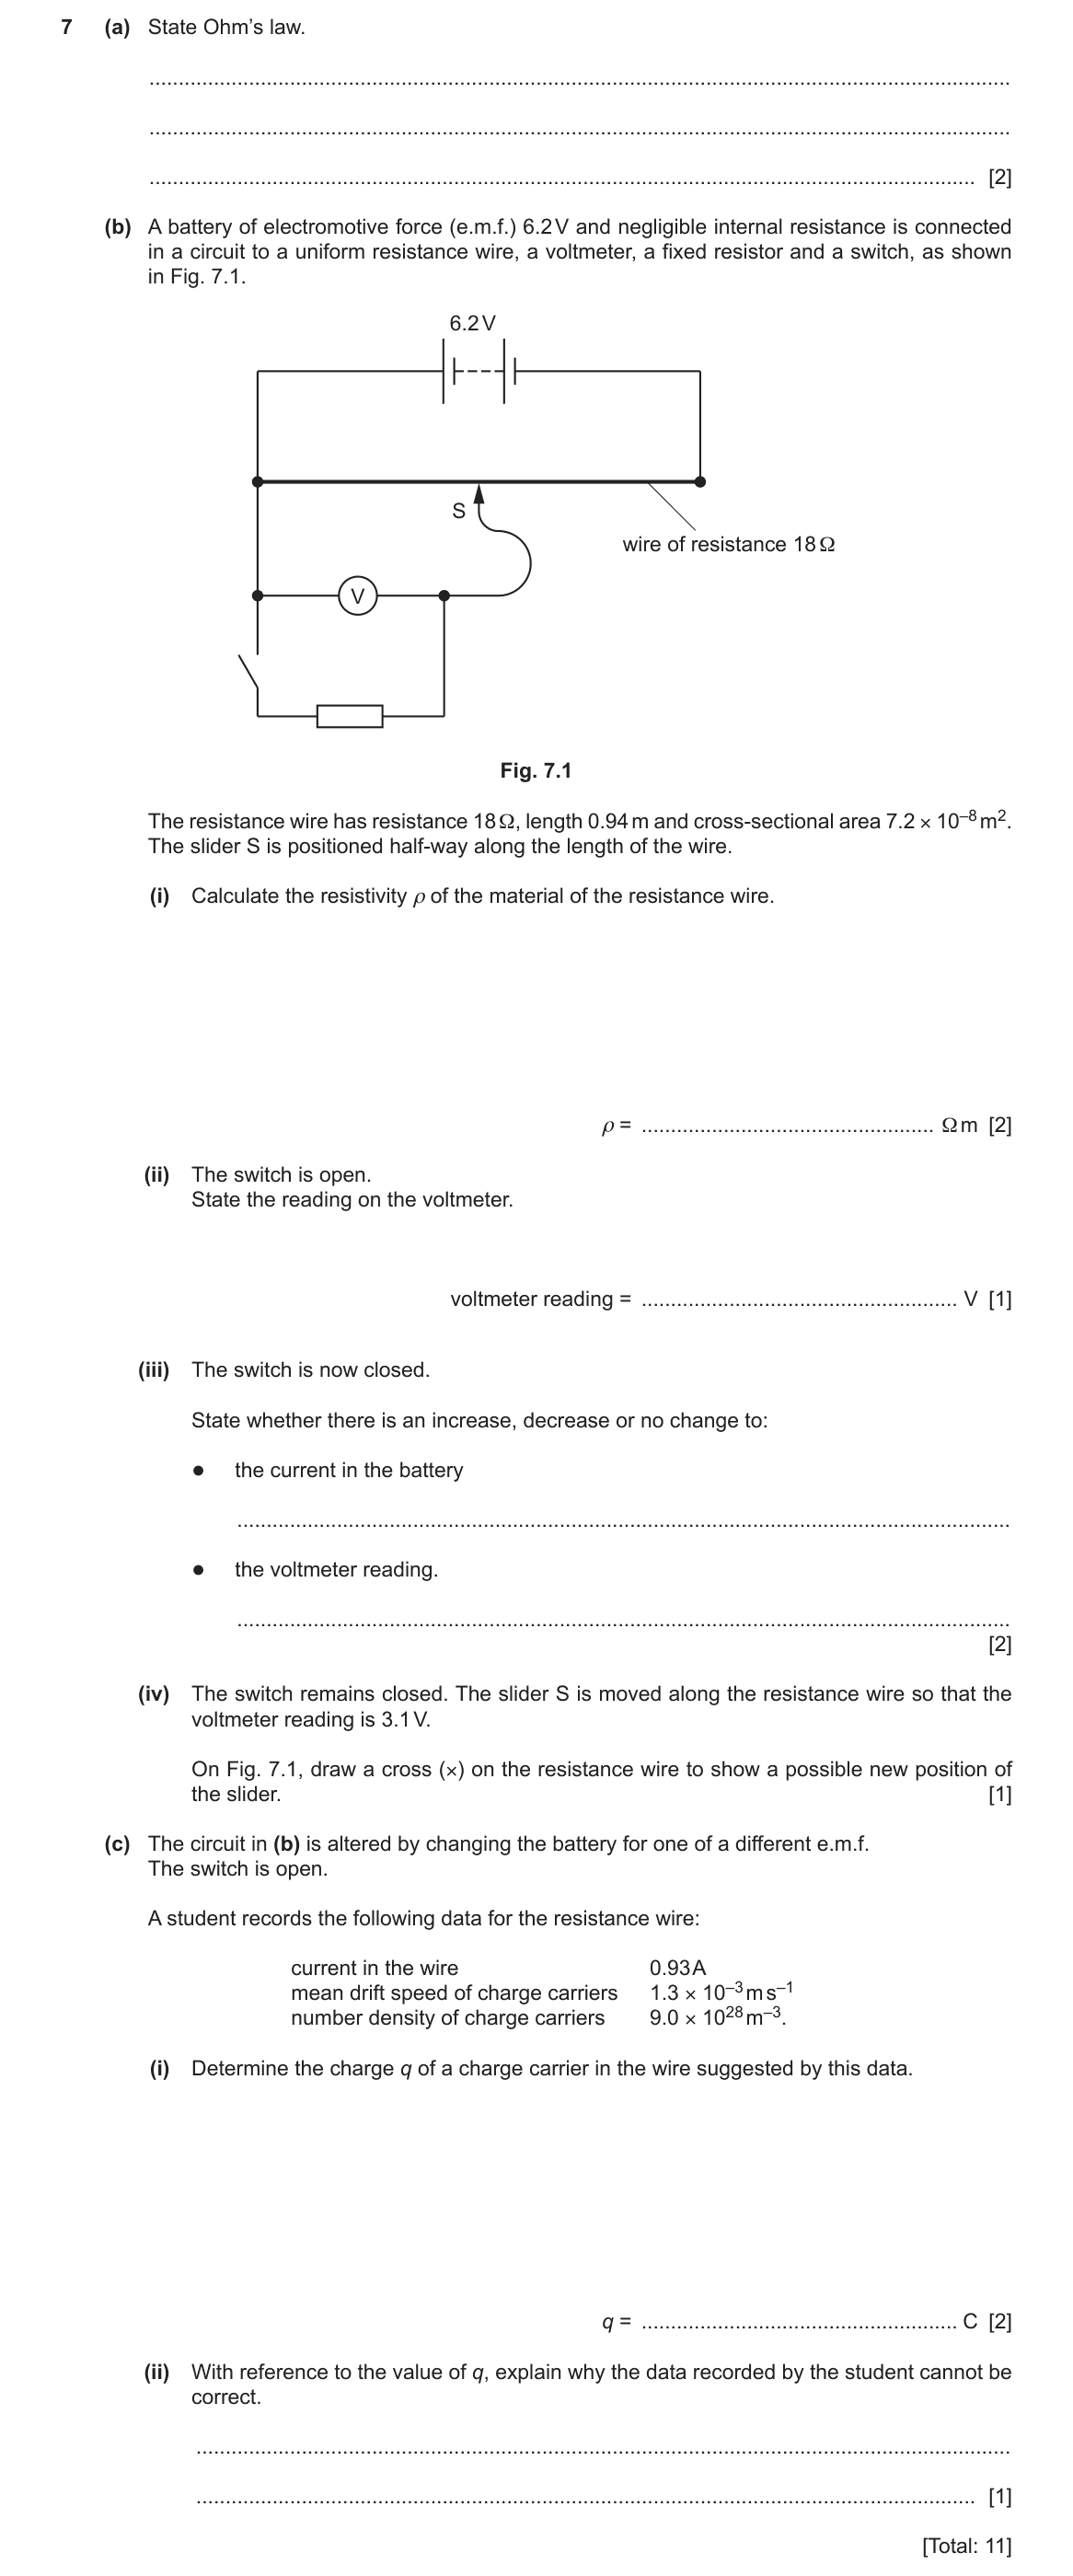 7 (a) State Ohm's law.
..........................................................................
..........................................................................
.......................................................................... [2]
(b) A battery of electromotive force (e.m.f.) 6.2 V and negligible internal resistance is connected
in a circuit to a uniform resistance wire, a voltmeter, a fixed resistor and a switch, as shown
in Fig. 7.1.
6.2 V
S
wire of resistance 18 Ω
V
Fig. 7.1
The resistance wire has resistance 18 Ω, length 0.94 m and cross-sectional area 7.2 × 10⁻⁸ m².
The slider S is positioned half-way along the length of the wire.
(i) Calculate the resistivity ρ of the material of the resistance wire.
ρ = .................................................. Ω m [2]
(ii) The switch is open.
State the reading on the voltmeter.
voltmeter reading = .................................................. V [1]
(iii) The switch is now closed.
State whether there is an increase, decrease or no change to:
● the current in the battery
..........................................................................
● the voltmeter reading.
..........................................................................
[2]
(iv) The switch remains closed. The slider S is moved along the resistance wire so that the
voltmeter reading is 3.1 V.
On Fig. 7.1, draw a cross (×) on the resistance wire to show a possible new position of
the slider. [1]
(c) The circuit in (b) is altered by changing the battery for one of a different e.m.f.
The switch is open.
A student records the following data for the resistance wire:
current in the wire 0.93 A
mean drift speed of charge carriers 1.3 × 10⁻³ m s⁻¹
number density of charge carriers 9.0 × 10²⁸ m⁻³.
(i) Determine the charge q of a charge carrier in the wire suggested by this data.
q = .................................................. C [2]
(ii) With reference to the value of q, explain why the data recorded by the student cannot be
correct.
..........................................................................
.......................................................................... [1]
[Total: 11]